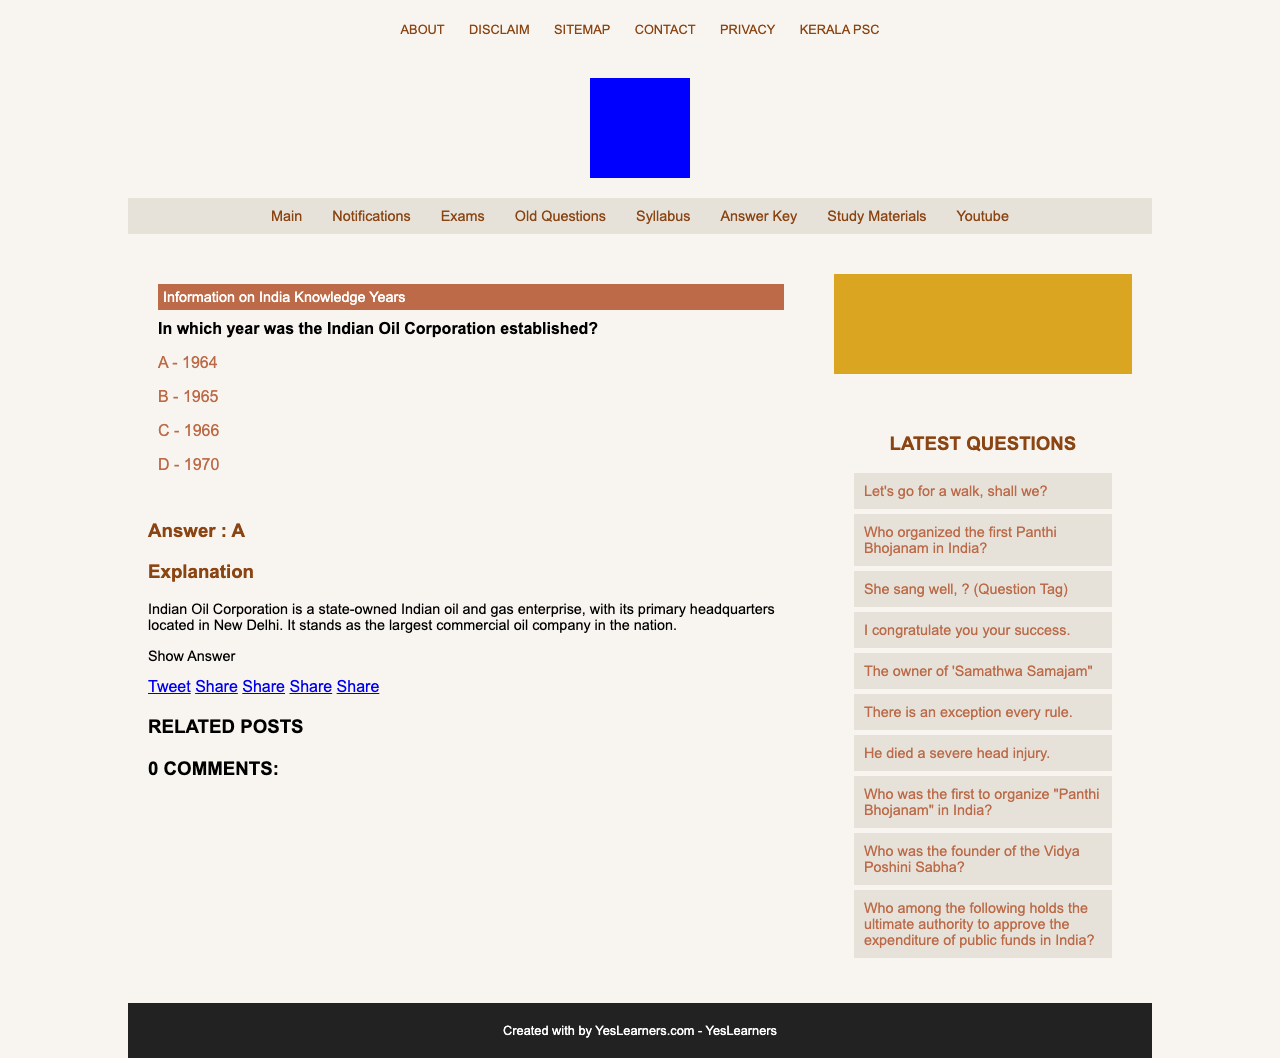 ABOUT DISCLAIM SITEMAP CONTACT PRIVACY KERALA PSC
Main Notifications Exams Old Questions Syllabus Answer Key Study Materials Youtube
Information on India Knowledge Years
In which year was the Indian Oil Corporation established?
A - 1964
B - 1965
C - 1966
D - 1970
Answer : A
Explanation
Indian Oil Corporation is a state-owned Indian oil and gas enterprise, with its primary headquarters
located in New Delhi. It stands as the largest commercial oil company in the nation.
Show Answer
Tweet Share Share Share Share
RELATED POSTS
0 COMMENTS:
LATEST QUESTIONS
Let's go for a walk, shall we?
Who organized the first Panthi
Bhojanam in India?
She sang well, ? (Question Tag)
I congratulate you your success.
The owner of 'Samathwa Samajam"
There is an exception every rule.
He died a severe head injury.
Who was the first to organize "Panthi
Bhojanam" in India?
Who was the founder of the Vidya
Poshini Sabha?
Who among the following holds the
ultimate authority to approve the
expenditure of public funds in India?
Created with by YesLearners.com - YesLearners